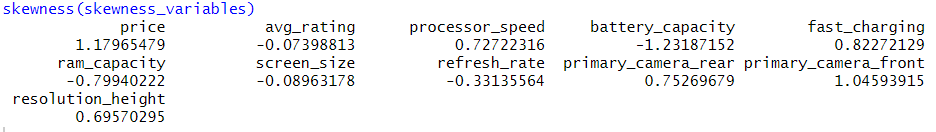 skewness(skewness_variables)
price avg_rating processor_speed battery_capacity fast_charging
1.17965479 -0.07398813 0.72722316 -1.23187152 0.82272129
ram_capacity screen_size refresh_rate primary_camera_rear primary_camera_front
-0.79940222 -0.08963178 -0.33135564 0.75269679 1.04593915
resolution_height
0.69570295